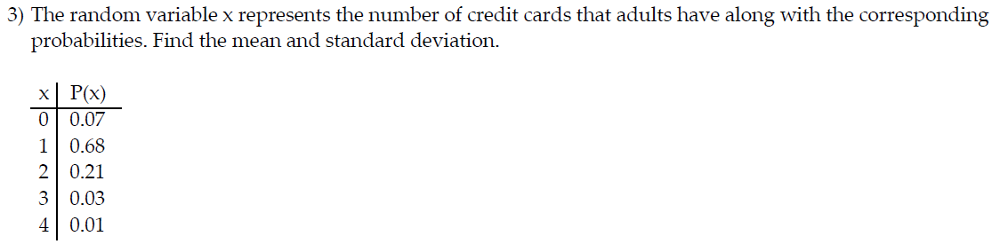 3) The random variable x represents the number of credit cards that adults have along with the corresponding
probabilities. Find the mean and standard deviation.
x P(x)
0 0.07
1 0.68
2 0.21
3 0.03
4 0.01